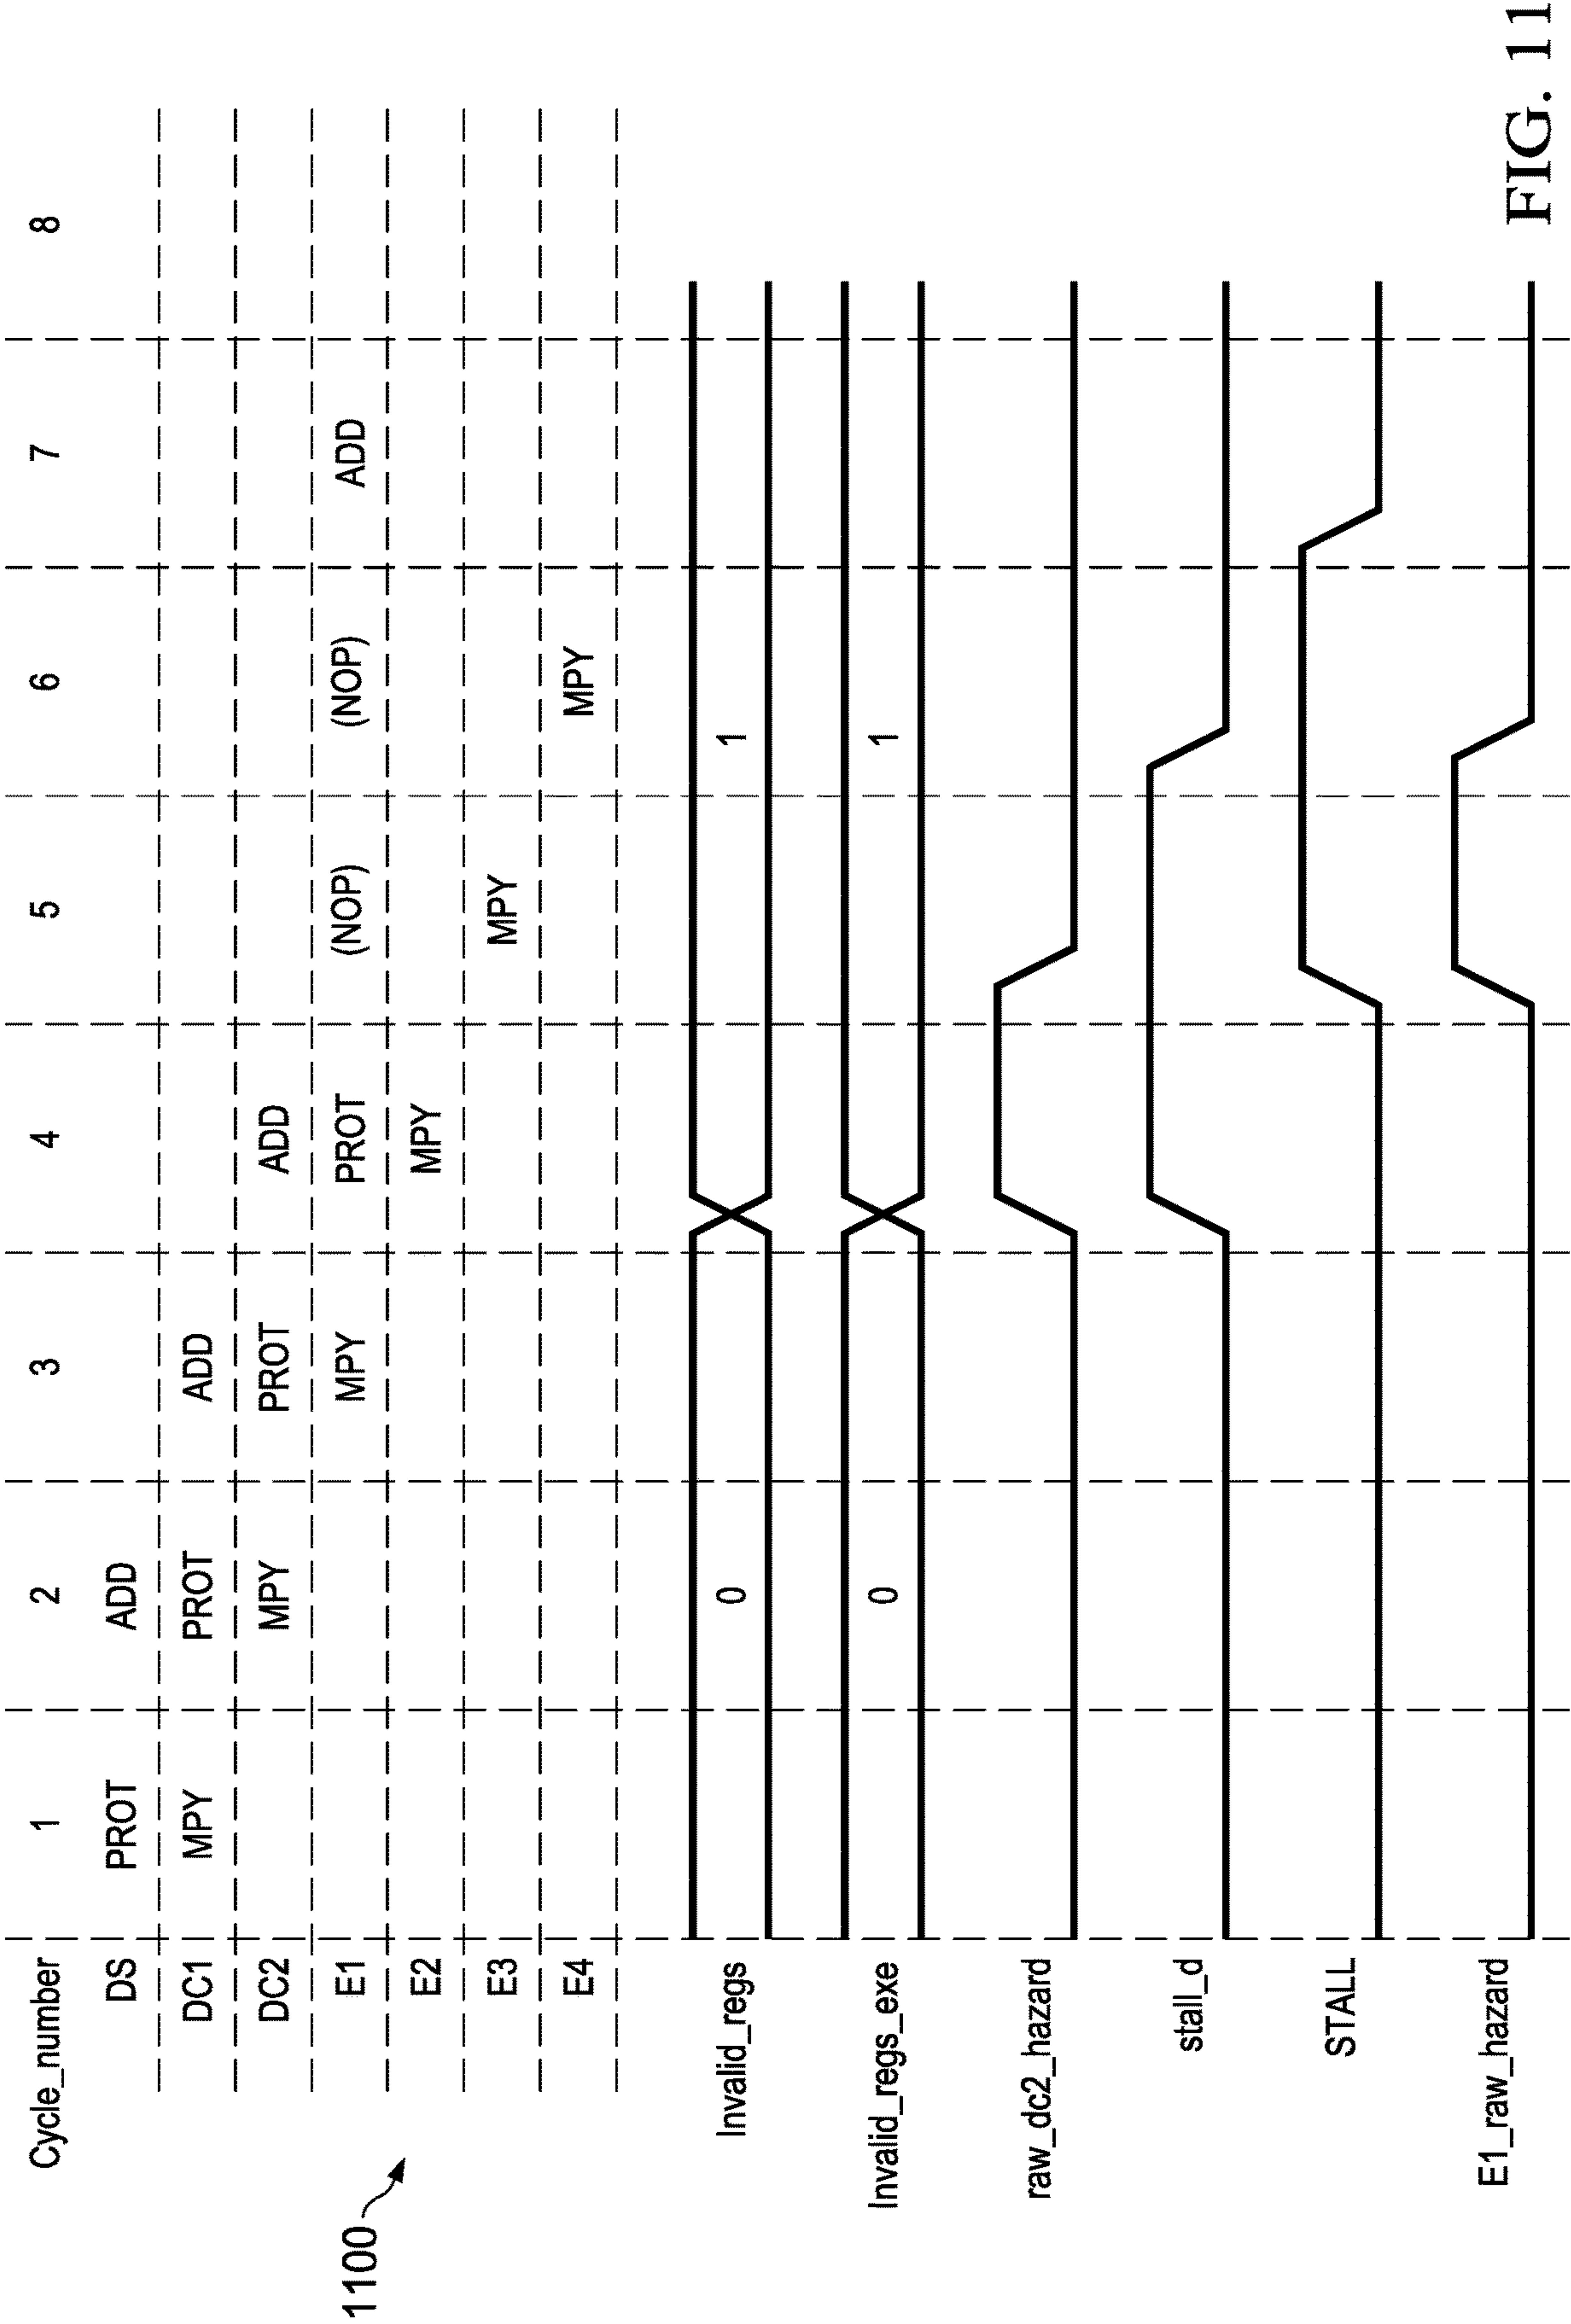 Cycle_number 1 2 3 4 5 6 7 8
DS PROT ADD
DC1 MPY PROT ADD
DC2 MPY PROT ADD
E1 MPY PROT (NOP) (NOP) ADD
E2 MPY
E3 MPY
E4 MPY
1100
Invalid_regs 0 1
Invalid_regs_exe 0 1
raw_dc2_hazard
stall_d
STALL
E1_raw_hazard
FIG. 11